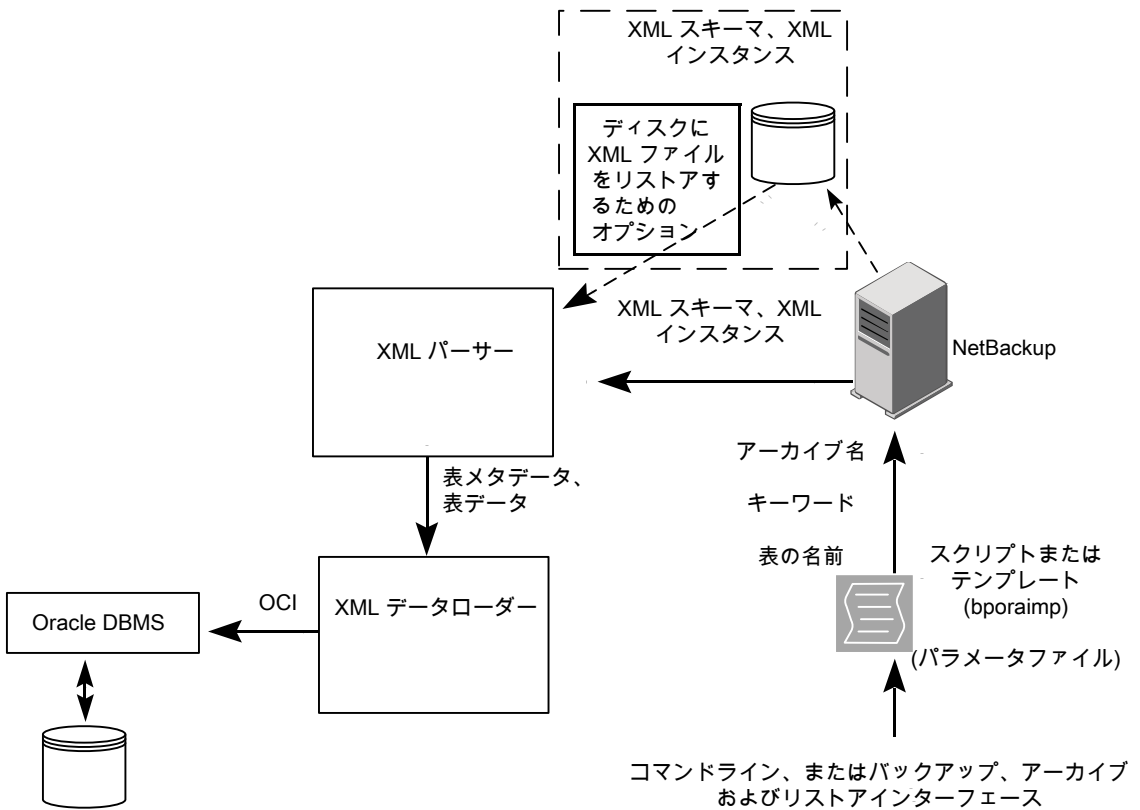 XML スキーマ、XML
インスタンス
ディスクに
XML ファイル
をリストアす
るための
オプション
XML スキーマ、XML
インスタンス
XML パーサー
NetBackup
アーカイブ名
表メタデータ、
表データ
キーワード
表の名前
スクリプトまたは
テンプレート
(bporaimp)
OCI
XML データローダー
Oracle DBMS
(パラメータファイル)
コマンドライン、またはバックアップ、アーカイブ
およびリストアインターフェース